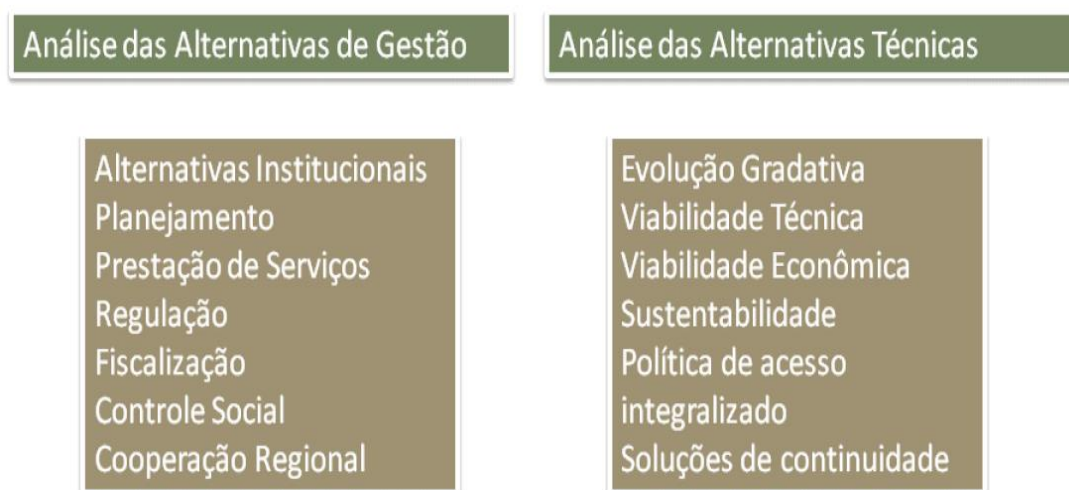 Análise das Alternativas de Gestão
Análise das Alternativas Técnicas
Alternativas Institucionais
Planejamento
Prestação de Serviços
Regulação
Fiscalização
Controle Social
Cooperação Regional
Evolução Gradativa
Viabilidade Técnica
Viabilidade Econômica
Sustentabilidade
Política de acesso
integralizado
Soluções de continuidade